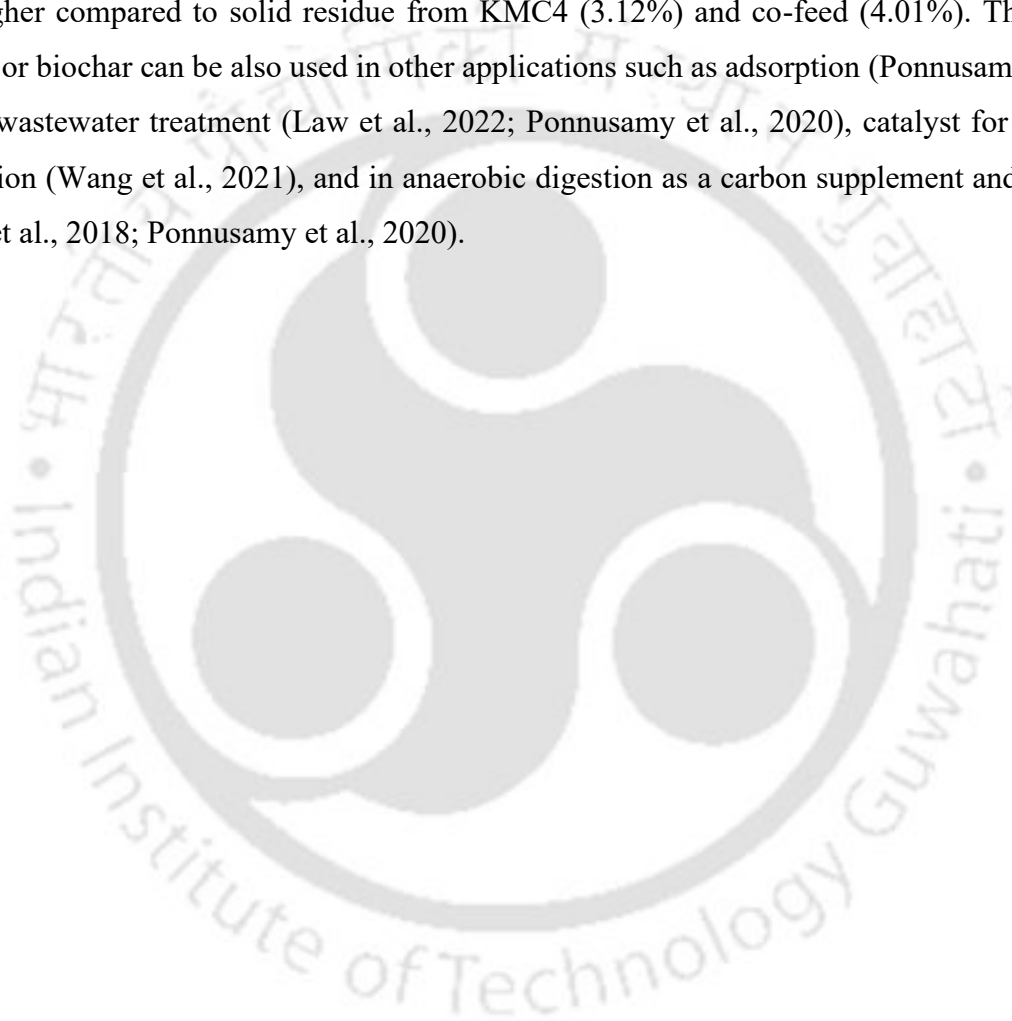 gher compared to solid residue from KMC4 (3.12%) and co-feed (4.01%). Th
or biochar can be also used in other applications such as adsorption (Ponnusam
wastewater treatment (Law et al., 2022; Ponnusamy et al., 2020), catalyst for
ion (Wang et al., 2021), and in anaerobic digestion as a carbon supplement and
et al., 2018; Ponnusamy et al., 2020).
भारतीय प्रौद्योगिकी संस्थान गुवाहाटी
Indian Institute of Technology Guwahati